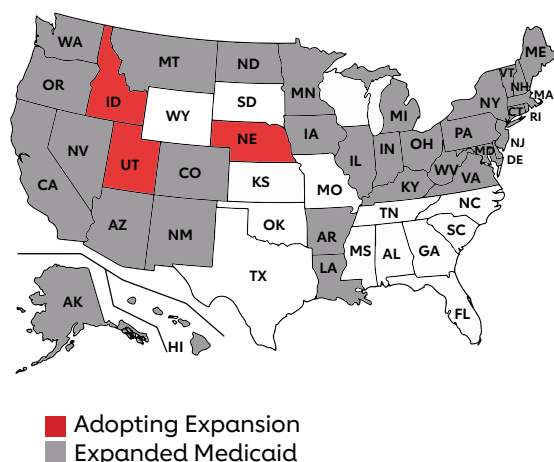 WA
MT
ND
MN
ME
VT
NH
MA
OR
ID
SD
WY
MI
NY
CT
RI
NE
IA
PA
NJ
NV
UT
CO
IL
IN
OH
MD
DE
CA
KS
MO
WV
VA
KY
AZ
NM
OK
AR
TN
NC
SC
TX
LA
MS
AL
GA
FL
AK
HI
Adopting Expansion
Expanded Medicaid